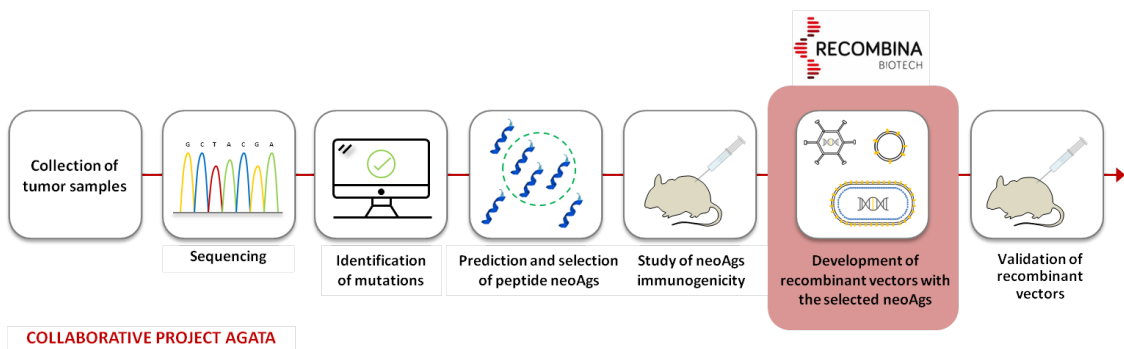 RECOMBINA
BIOTECH
Collection of
tumor samples
G C T A C G A
Sequencing
Identification
of mutations
Prediction and selection
of peptide neoAgs
Study of neoAgs
immunogenicity
Development of
recombinant vectors with
the selected neoAgs
Validation of
recombinant
vectors
COLLABORATIVE PROJECT AGATA